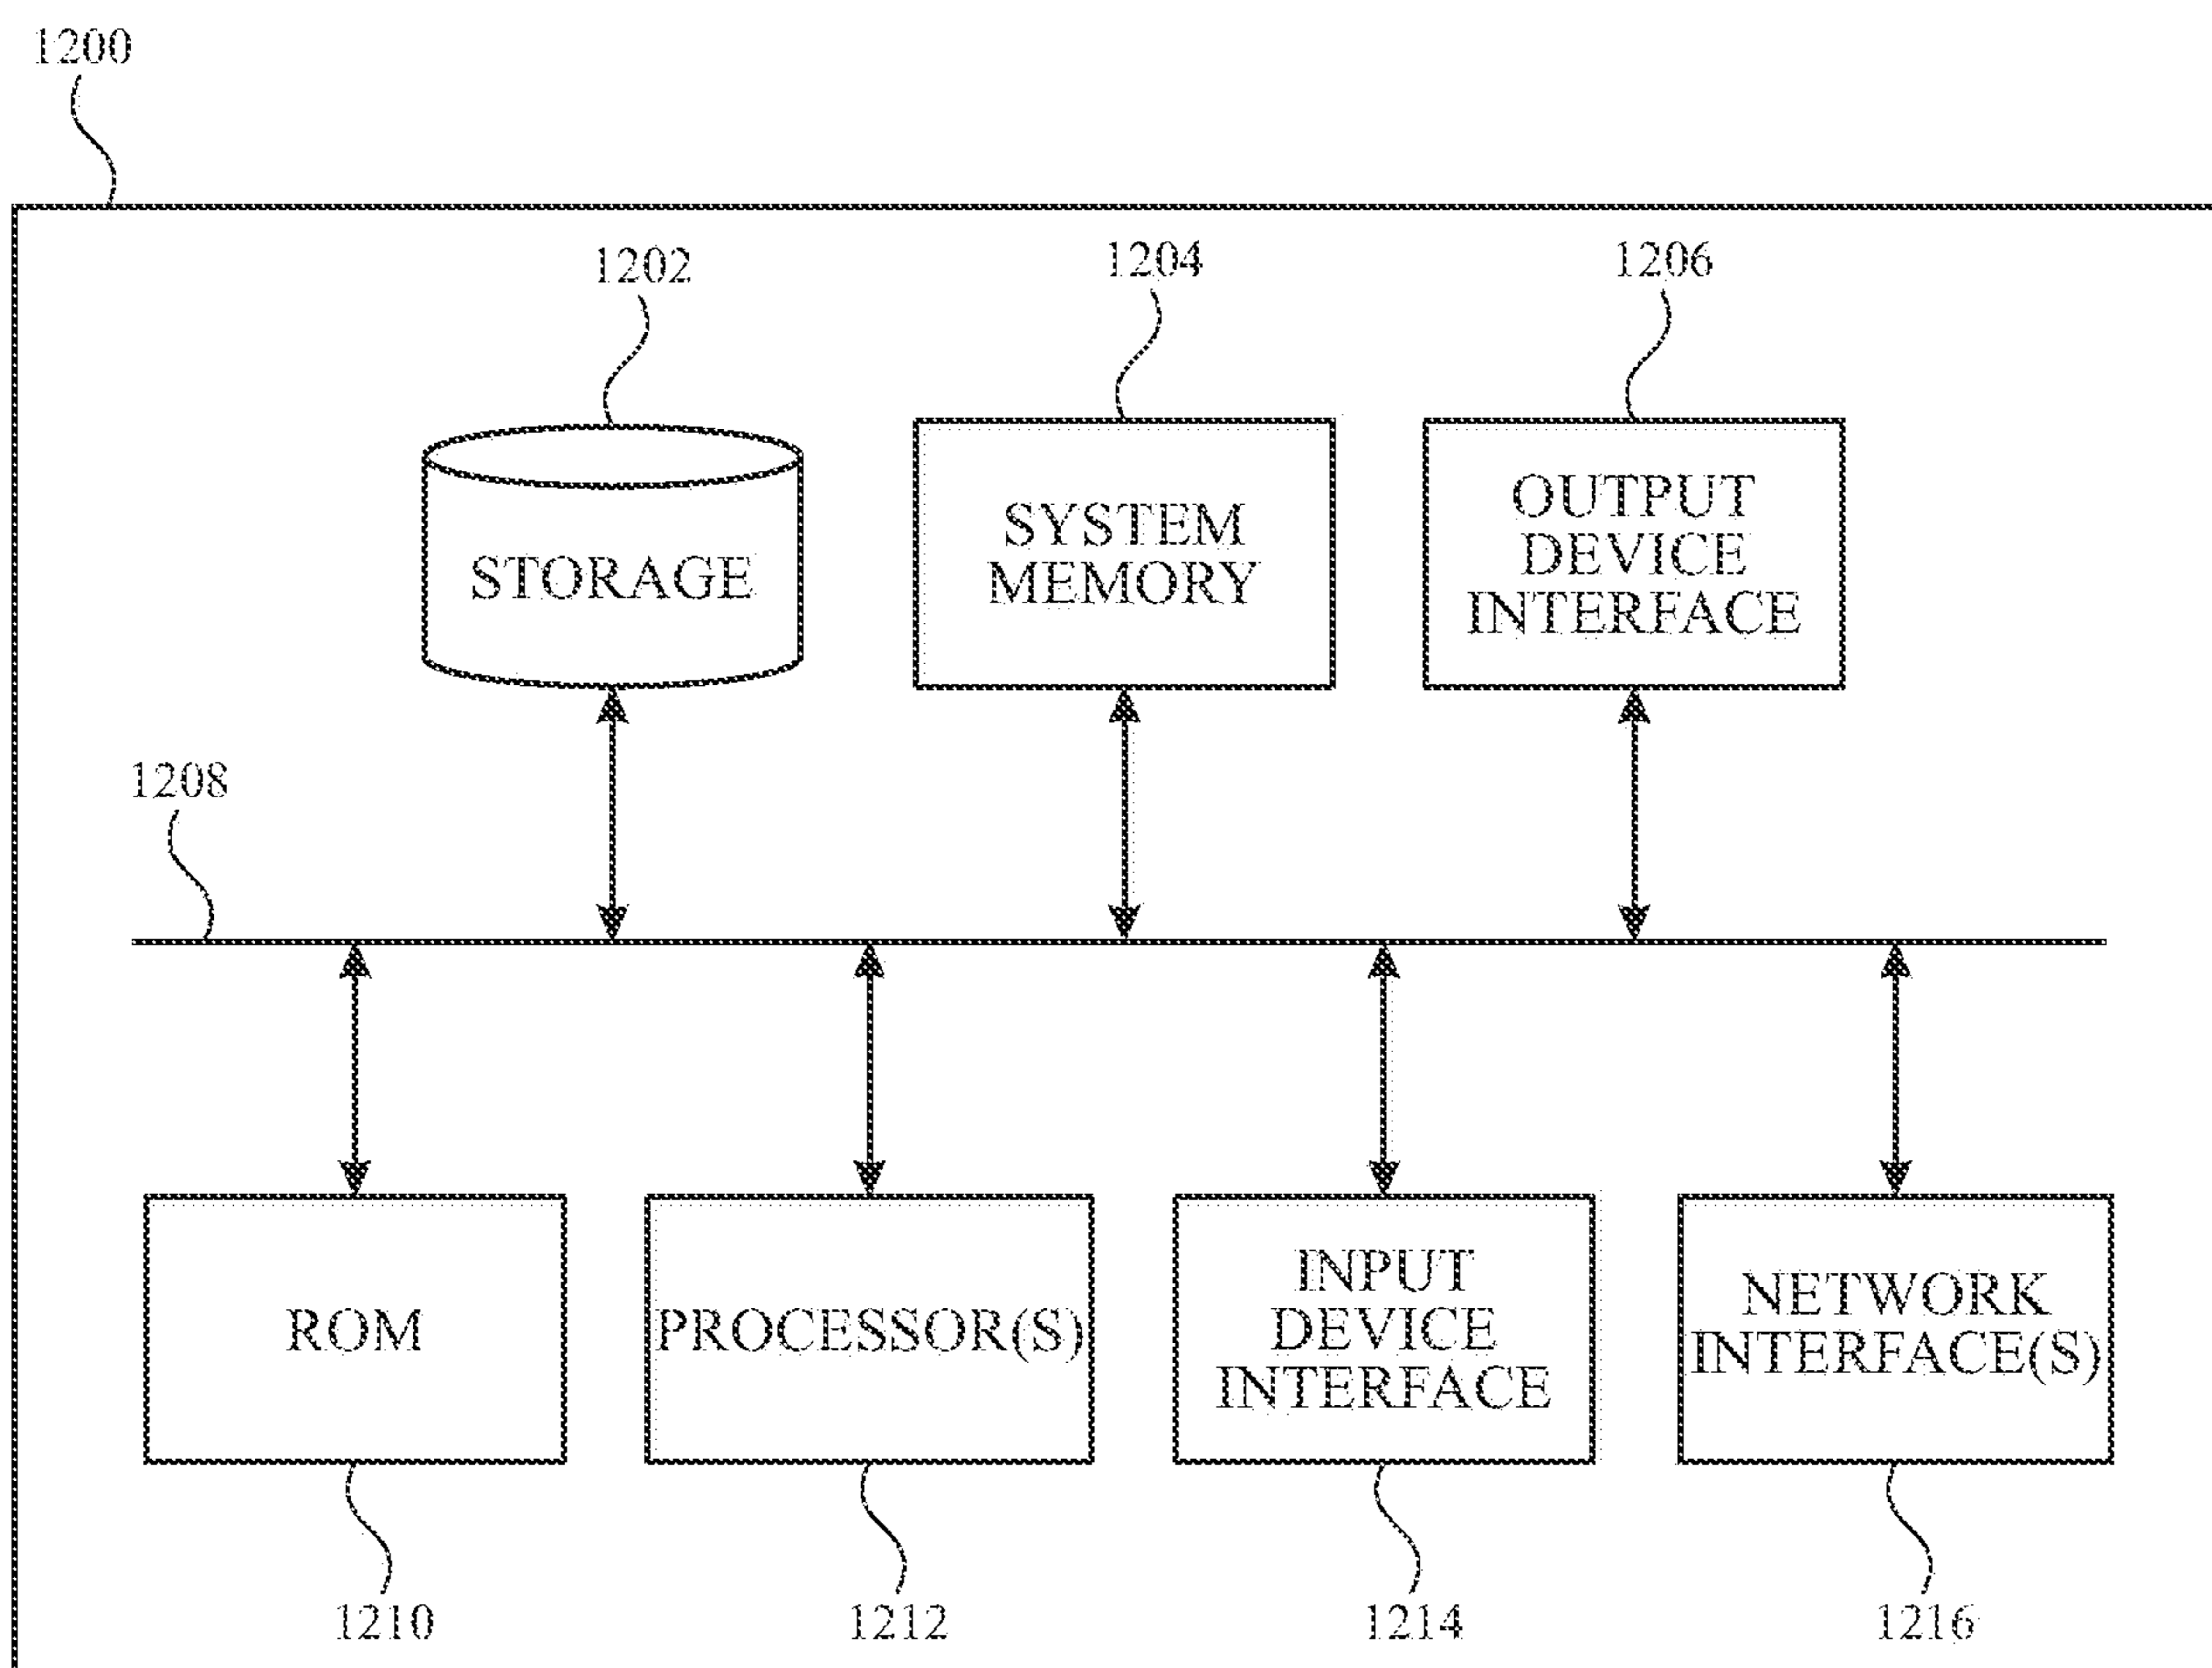 1200
1202
1204
1206
STORAGE
SYSTEM
MEMORY
OUTPUT
DEVICE
INTERFACE
1208
ROM
PROCESSOR(S)
INPUT
DEVICE
INTERFACE
NETWORK
INTERFACE(S)
1210
1212
1214
1216